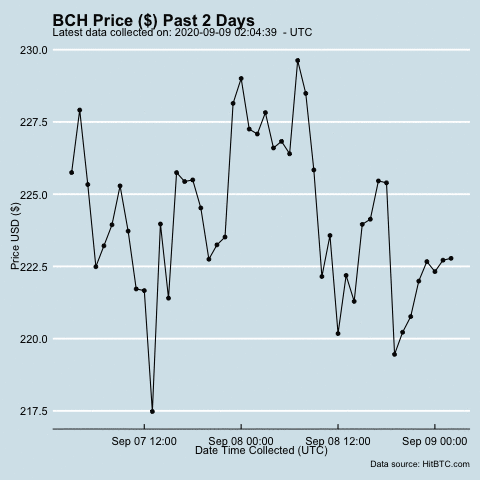 BCH Price ($) Past 2 Days
Latest data collected on: 2020-09-09 02:04:39  - UTC
230.0
227.5
225.0
222.5
220.0
217.5
Price USD ($)
Sep 07 12:00
Sep 08 00:00
Sep 08 12:00
Sep 09 00:00
Date Time Collected (UTC)
Data source: HitBTC.com